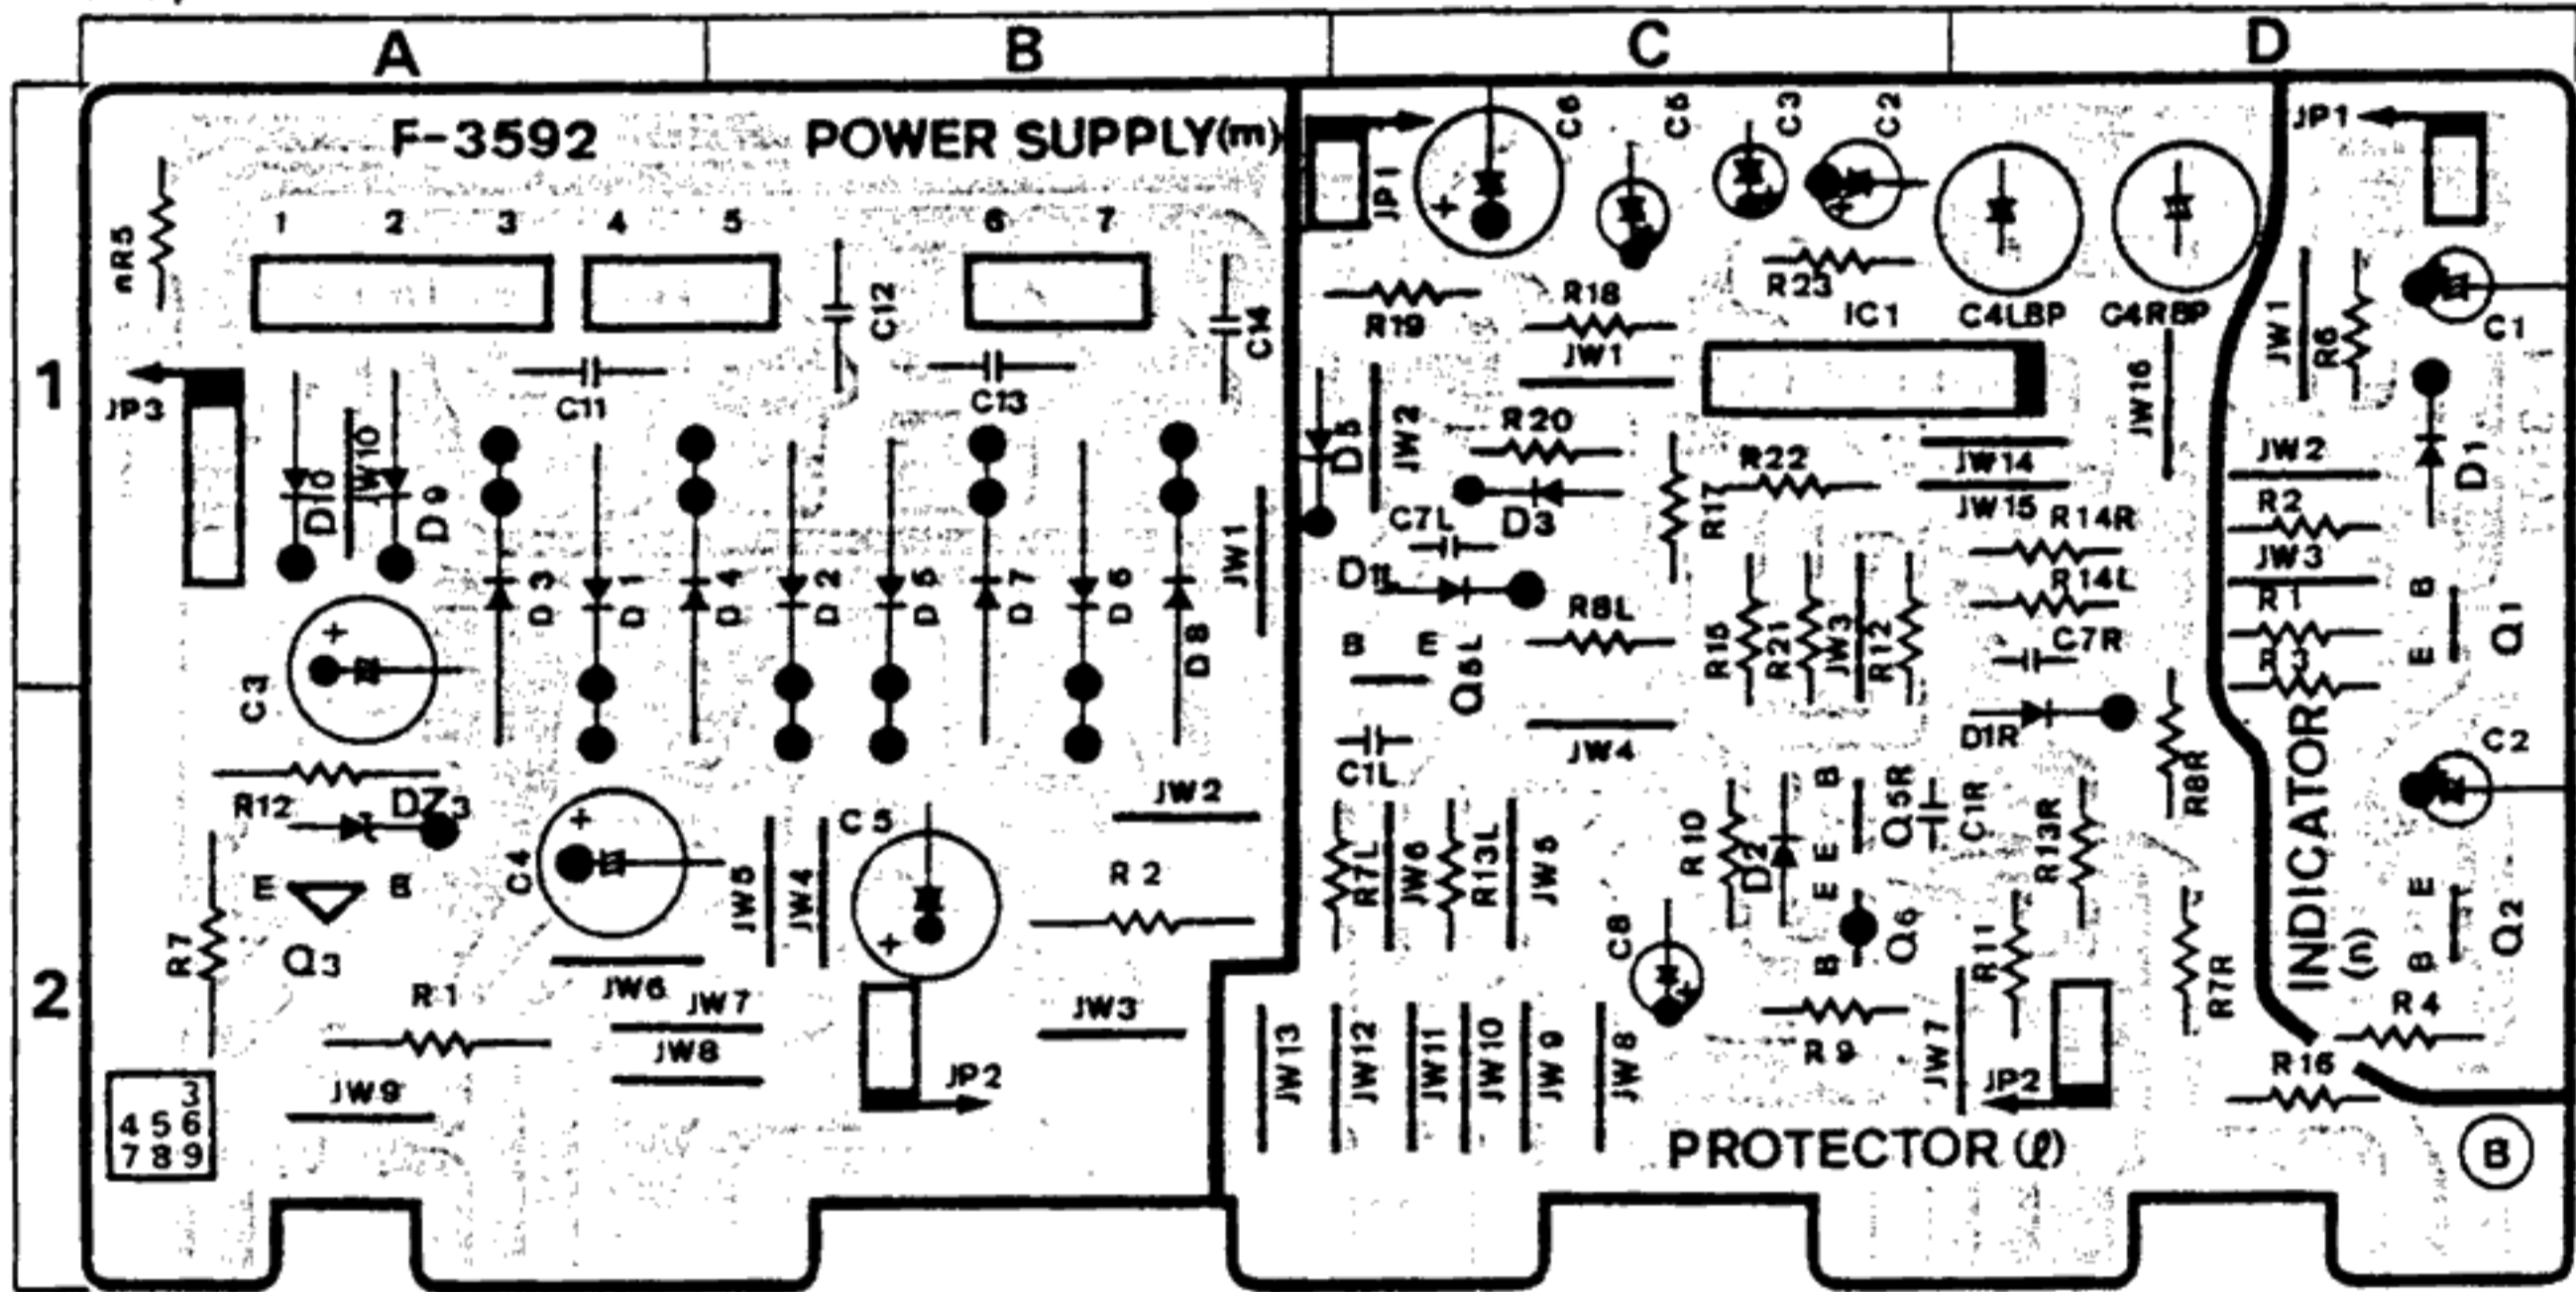 A B C D
1
2
F-3592 POWER SUPPLY(m)
nR5
1 2 3 4 5 6 7
C12
C14
JP3
C11
C13
D10
JW10
D9
D3
D1
D4
D2
D5
D7
D6
D8
JW1
+
C3
R12
DZ3
C4
+
C5
+
JW2
JW5
JW4
R2
E B
Q3
R7
R1
JW6
JW7
JW8
JW3
JP2
JW9
3
4 5 6
7 8 9
JP1
C6
+
C5
C3
+
C2
+
R19
R18
R23
IC1
C4LBP
C4RBP
JW1
JW16
D5
JW2
R20
R22
JW14
JW15
R17
C7L
D3
R14R
R14L
R8L
R15
R21
JW3
R12
C7R
B E
Q5L
JW4
D1R
R8R
C1L
R7L
JW6
R13L
JW5
R10
D2
B
E
Q5R
C1R
R13R
E
B
Q6
C8
+
R11
R7R
R9
JW7
JP2
JW13
JW12
JW11
JW10
JW9
JW8
PROTECTOR (ℓ)
JP1
C1
JW1
R6
D1
JW2
R2
JW3
R1
B
E
Q1
C2
INDICATOR
(n)
E
B
Q2
R4
R16
B